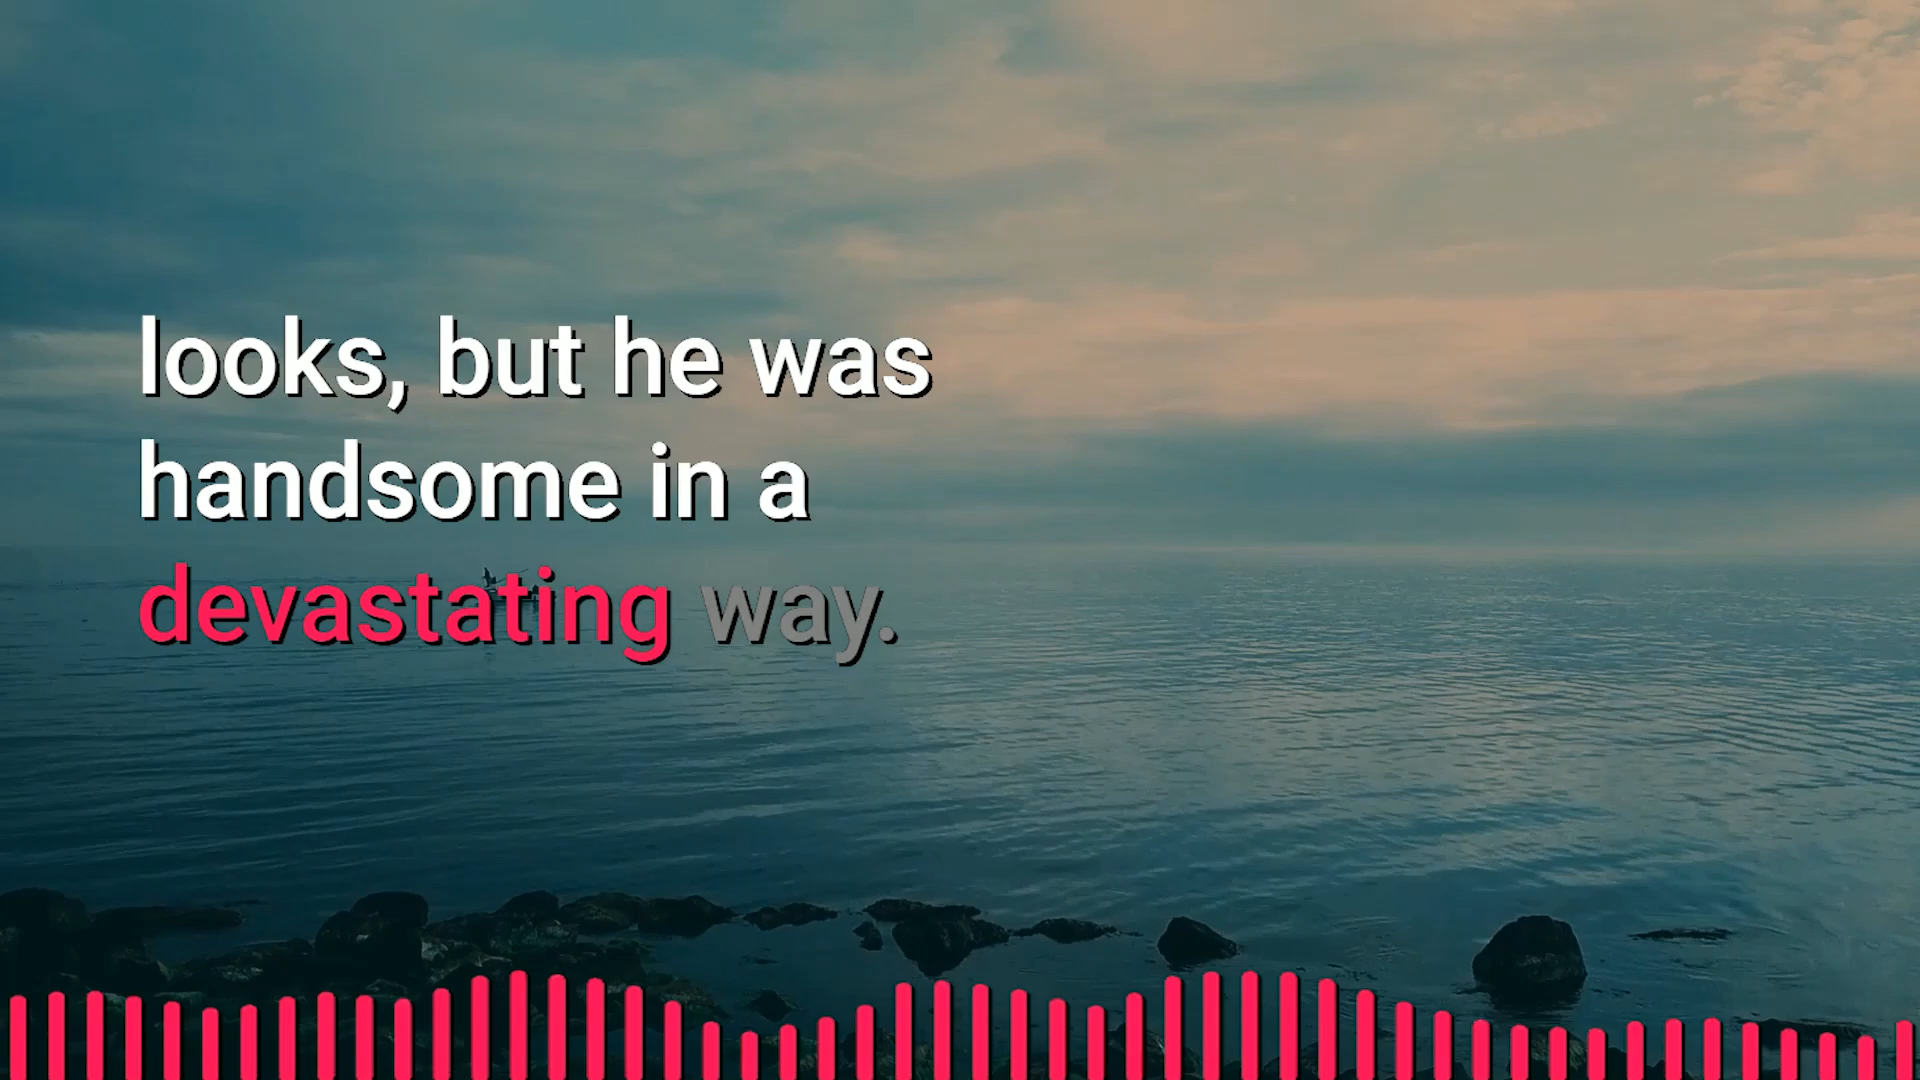 looks, but he was
handsome in a
devastating way.